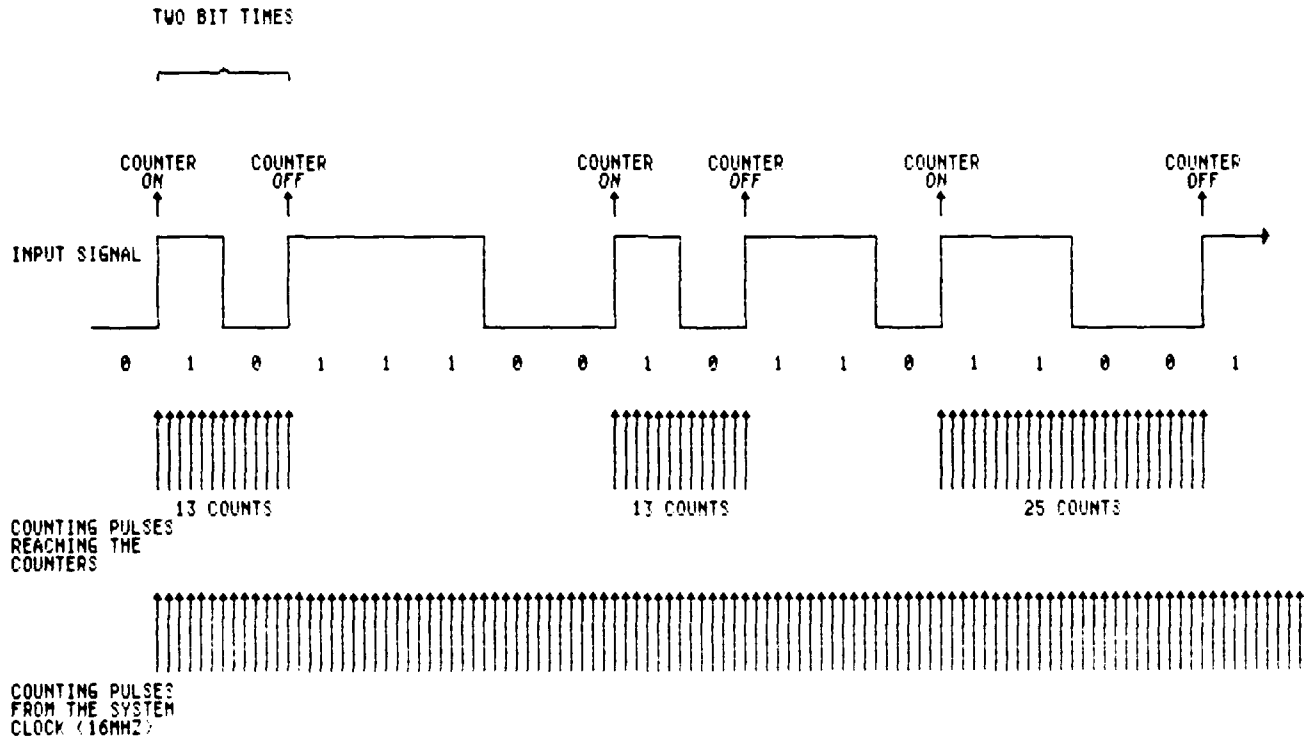 TWO BIT TIMES
COUNTER ON
COUNTER OFF
COUNTER ON
COUNTER OFF
COUNTER ON
COUNTER OFF
INPUT SIGNAL
0 1 0 1 1 1 0 0 1 0 1 1 0 1 1 0 0 1
13 COUNTS
13 COUNTS
25 COUNTS
COUNTING PULSES
REACHING THE
COUNTERS
COUNTING PULSES
FROM THE SYSTEM
CLOCK (16MHZ)